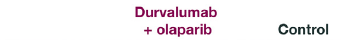 Durvalumab
+ olaparib
Control